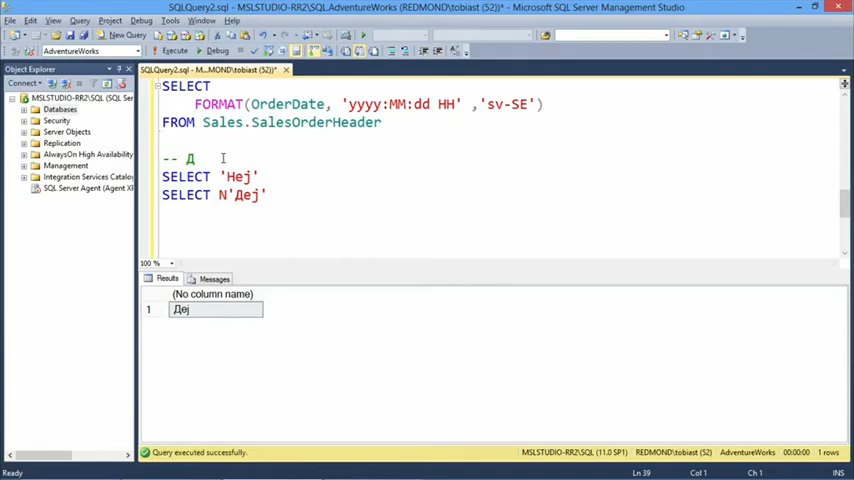 SQLQuery2.sql - MSLSTUDIO-RR2\SQL.AdventureWorks (REDMOND\tobiast (52))* - Microsoft SQL Server Management Studio
File Edit View Query Project Debug Tools Window Help
New Query
AdventureWorks Execute Debug
Object Explorer
SQLQuery2.sql - M...MOND\tobiast (52))*
Connect
MSLSTUDIO-RR2\SQL (SQL Ser
Databases
Security
Server Objects
Replication
AlwaysOn High Availability
Management
Integration Services Catalo
SQL Server Agent (Agent XP
SELECT
FORMAT(OrderDate, 'yyyy:MM:dd HH' ,'sv-SE')
FROM Sales.SalesOrderHeader
-- Д
SELECT 'Hej'
SELECT N'Деj'
100 %
Results Messages
(No column name)
1 Деj
Query executed successfully.
MSLSTUDIO-RR2\SQL (11.0 SP1) REDMOND\tobiast (52) AdventureWorks 00:00:00 1 rows
Ready Ln 39 Col 1 Ch 1 INS